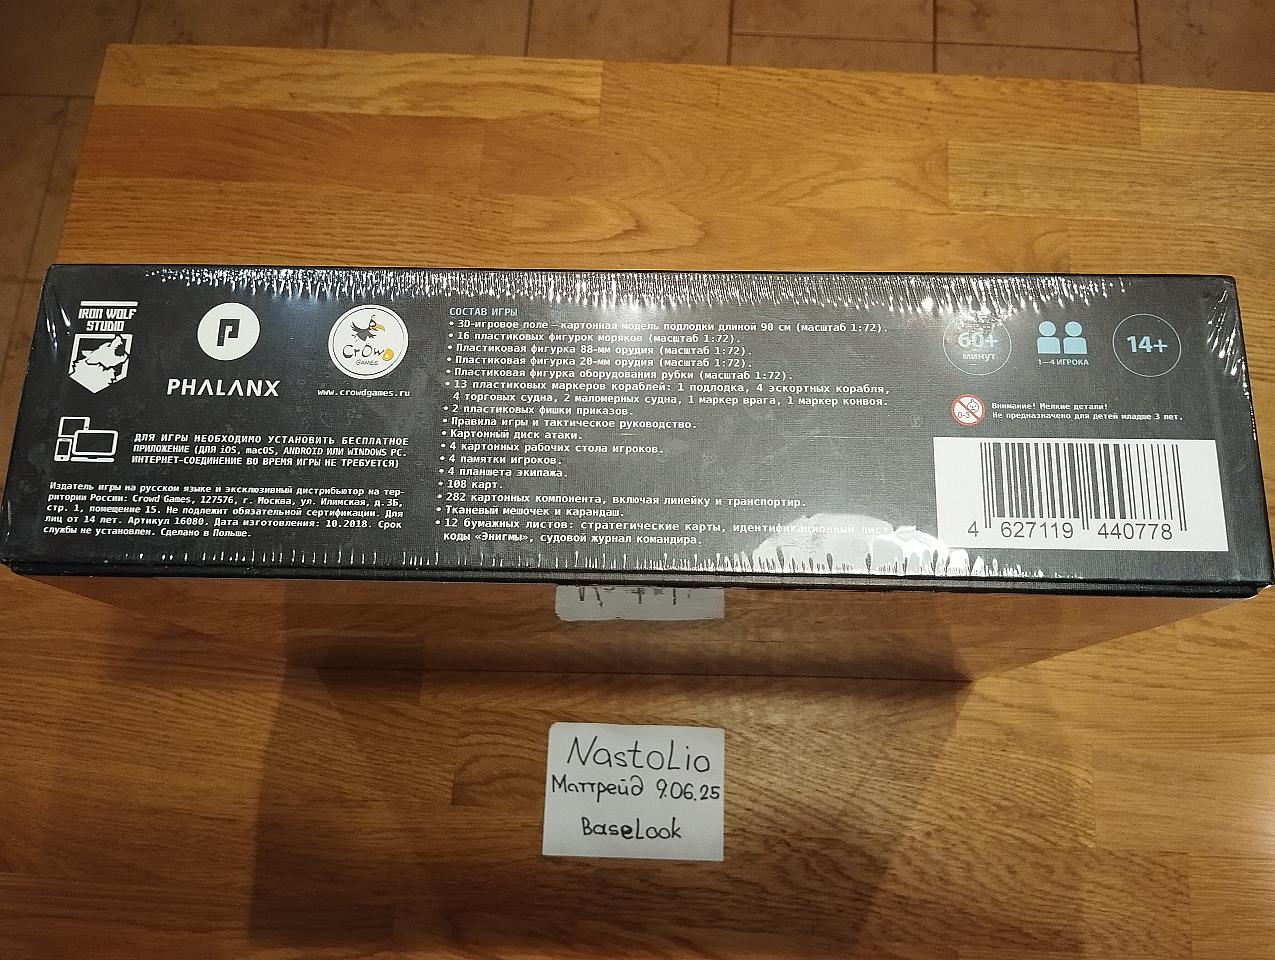 IRON WOLF
STUDIO
PHALANX
CrOwD
GAMES
www.crowdgames.ru
ДЛЯ ИГРЫ НЕОБХОДИМО УСТАНОВИТЬ БЕСПЛАТНОЕ
ПРИЛОЖЕНИЕ (ДЛЯ iOS, macOS, ANDROID ИЛИ WINDOWS PC.
ИНТЕРНЕТ-СОЕДИНЕНИЕ ВО ВРЕМЯ ИГРЫ НЕ ТРЕБУЕТСЯ)
Издатель игры на русском языке и эксклюзивный дистрибьютор на тер-
ритории России: Crowd Games, 127576, г. Москва, ул. Илимская, д. 3Б,
стр. 1, помещение 15. Не подлежит обязательной сертификации. Для
лиц от 14 лет. Артикул 16080. Дата изготовления: 10.2018. Срок
службы не установлен. Сделано в Польше.
СОСТАВ ИГРЫ
• 3D-игровое поле — картонная модель подлодки длиной 90 см (масштаб 1:72).
• 16 пластиковых фигурок моряков (масштаб 1:72).
• Пластиковая фигурка 88-мм орудия (масштаб 1:72).
• Пластиковая фигурка 20-мм орудия (масштаб 1:72).
• Пластиковая фигурка оборудования рубки (масштаб 1:72).
• 13 пластиковых маркеров кораблей: 1 подлодка, 4 эскортных корабля,
4 торговых судна, 2 маломерных судна, 1 маркер врага, 1 маркер конвоя.
• 2 пластиковых фишки приказов.
• Правила игры и тактическое руководство.
• Картонный диск атаки.
• 4 картонных рабочих стола игроков.
• 4 памятки игроков.
• 4 планшета экипажа.
• 108 карт.
• 282 картонных компонента, включая линейку и транспортир.
• Тканевый мешочек и карандаш.
• 12 бумажных листов: стратегические карты, идентификационный лист,
коды «Энигмы», судовой журнал командира.
60+
минут
1—4 ИГРОКА
14+
0-3
Внимание! Мелкие детали!
Не предназначено для детей младше 3 лет.
4 627119 440778
Nastolio
Маттрейд 9.06.25
BaseLook